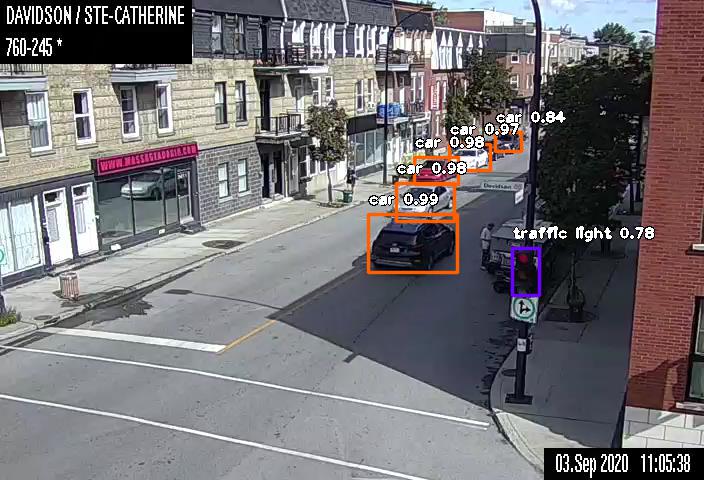 DAVIDSON / STE-CATHERINE
760-245 *
car 0.84
car 0.97
car 0.98
car 0.98
car 0.99
Davidson
traffic light 0.78
WWW.MASSAGEADONIS.COM
03.Sep 2020 11:05:38